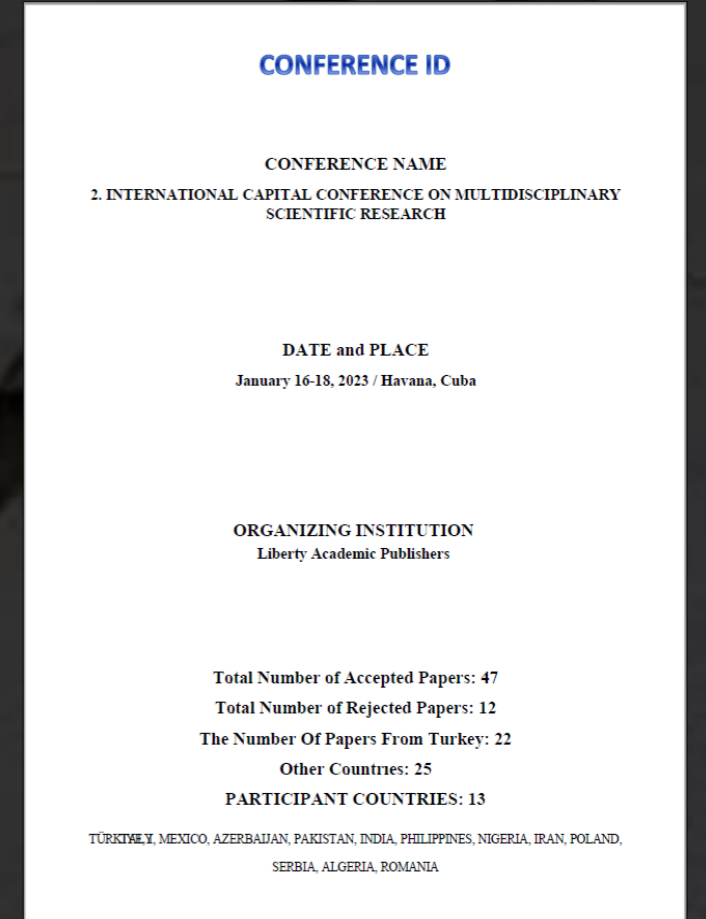 CONFERENCE ID
CONFERENCE NAME
2. INTERNATIONAL CAPITAL CONFERENCE ON MULTIDISCIPLINARY
SCIENTIFIC RESEARCH
DATE and PLACE
January 16-18, 2023 / Havana, Cuba
ORGANIZING INSTITUTION
Liberty Academic Publishers
Total Number of Accepted Papers: 47
Total Number of Rejected Papers: 12
The Number Of Papers From Turkey: 22
Other Countries: 25
PARTICIPANT COUNTRIES: 13
MEXICO, AZERBAIJAN, PAKISTAN, INDIA, PHILIPPINES, NIGERIA, IRAN, POLAND,
SERBIA, ALGERIA, ROMANIA